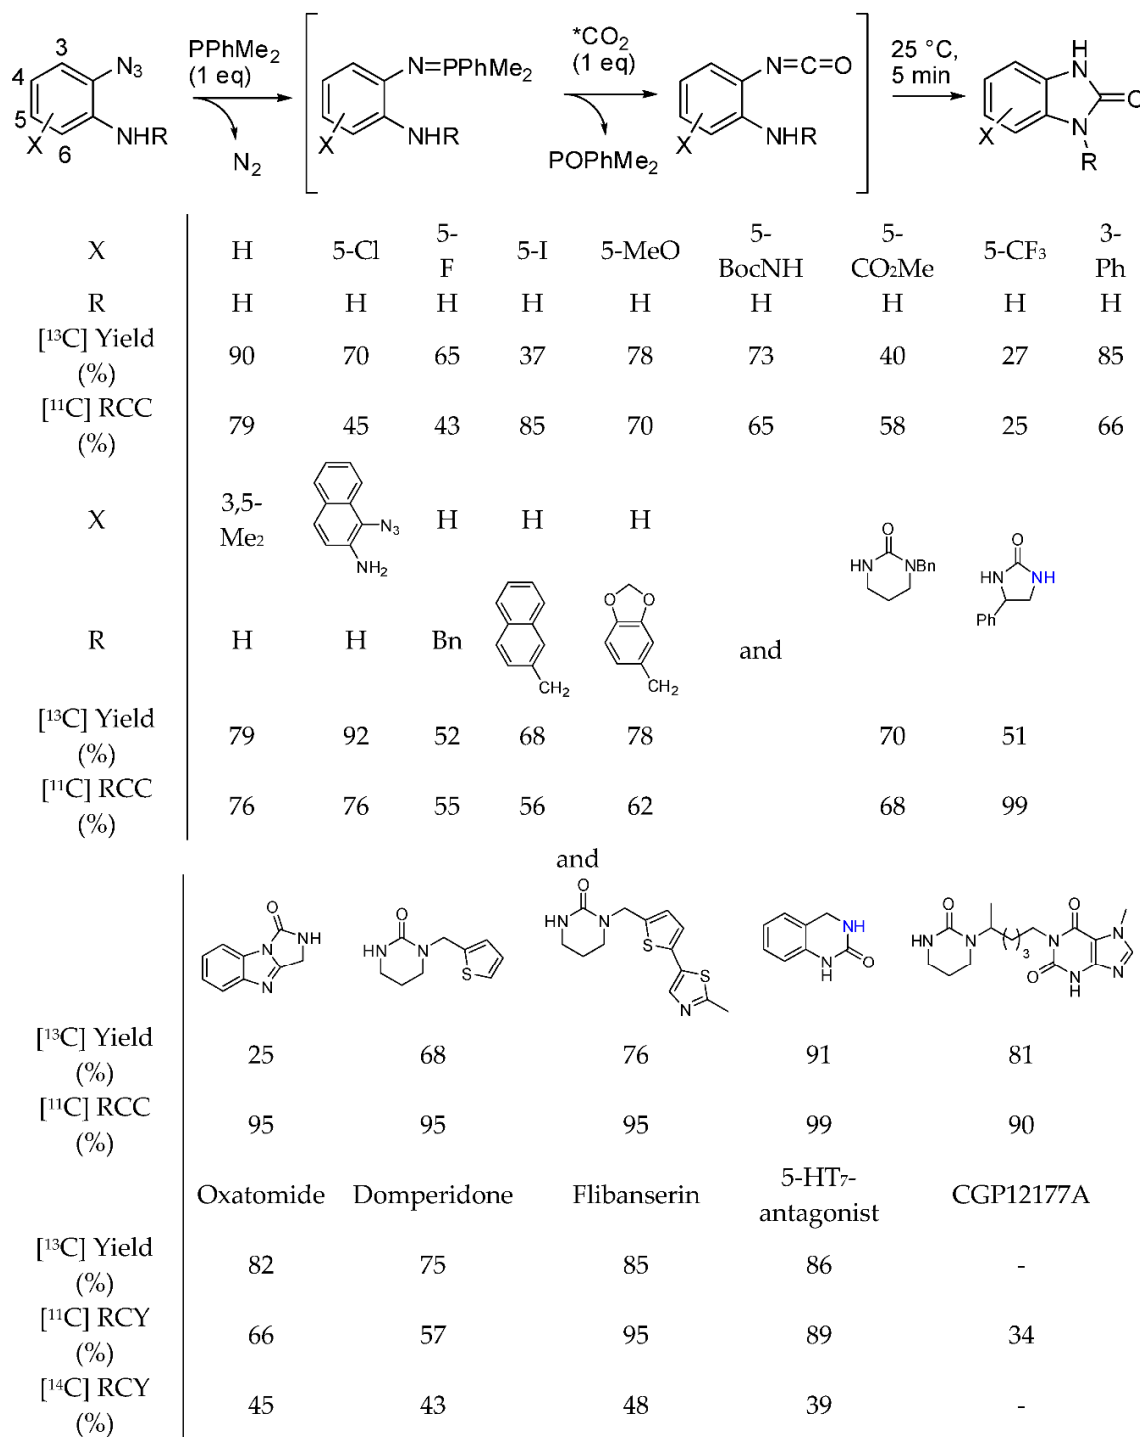 3
4
5
6
X
N3
NHR
PPhMe2
(1 eq)
N2
N=PPhMe2
X
NHR
*CO2
(1 eq)
POPhMe2
N=C=O
X
NHR
25 °C,
5 min
H
N
O
N
R
X
X H 5-Cl 5-F 5-I 5-MeO 5-BocNH 5-CO2Me 5-CF3 3-Ph
R H H H H H H H H H
[13C] Yield (%) 90 70 65 37 78 73 40 27 85
[11C] RCC (%) 79 45 43 85 70 65 58 25 66
X 3,5-Me2 N3 NH2 H H H
R H H Bn CH2 O O CH2 and
O HN NBn
O HN NH Ph
[13C] Yield (%) 79 92 52 68 78 70 51
[11C] RCC (%) 76 76 55 56 62 68 99
and
O N NH N
O HN N S
O HN N S S N
NH N H O
O HN N 3 O N O N H N N
[13C] Yield (%) 25 68 76 91 81
[11C] RCC (%) 95 95 95 99 90
Oxatomide Domperidone Flibanserin 5-HT7-antagonist CGP12177A
[13C] Yield (%) 82 75 85 86 -
[11C] RCY (%) 66 57 95 89 34
[14C] RCY (%) 45 43 48 39 -